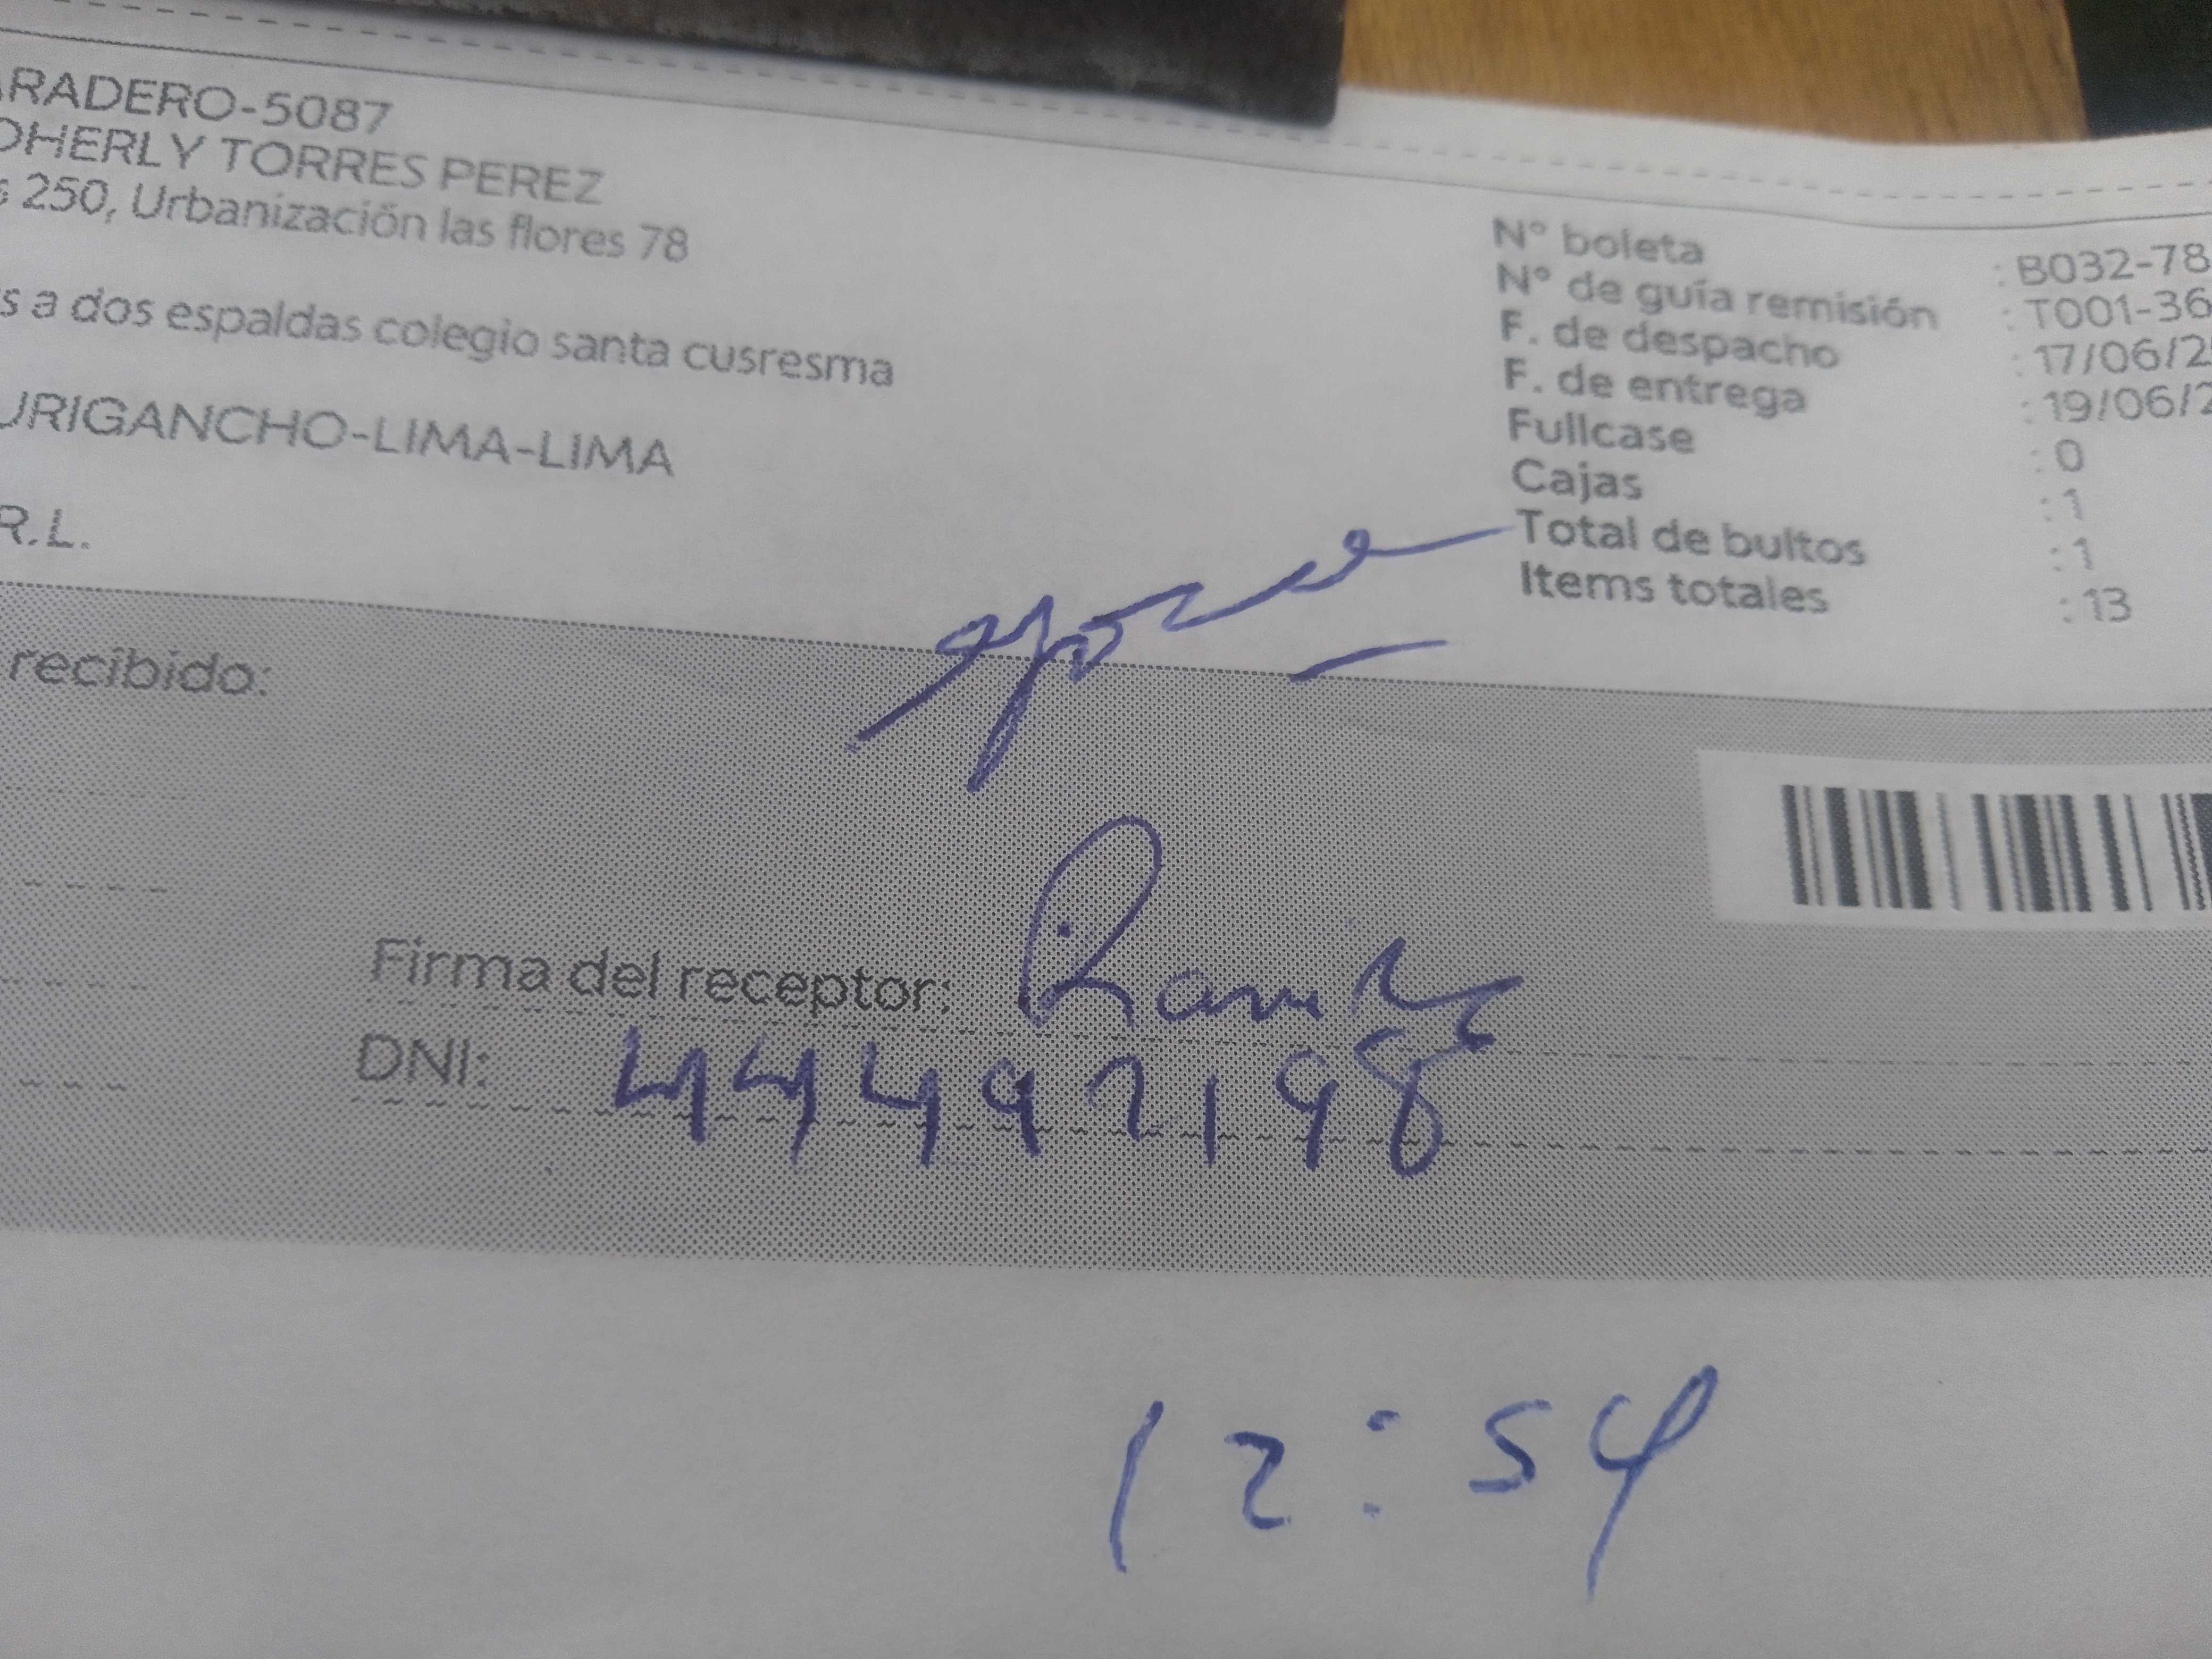 RADERO-5087
HERLY TORRES PEREZ
250, Urbanización las flores 78
s a dos espaldas colegio santa cusresma
URIGANCHO-LIMA-LIMA
R.L.
N° boleta : B032-78
N° de guía remisión : T001-36
F. de despacho : 17/06/2
F. de entrega : 19/06/2
Fullcase : 0
Cajas : 1
Total de bultos : 1
Items totales : 13
recibido:
Firma del receptor:
DNI: 44492198
12:54